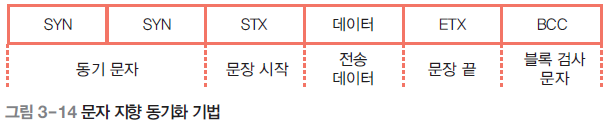 SYN SYN STX 데이터 ETX BCC
동기 문자 문장 시작 전송 데이터 문장 끝 블록 검사 문자
그림 3-14 문자 지향 동기화 기법